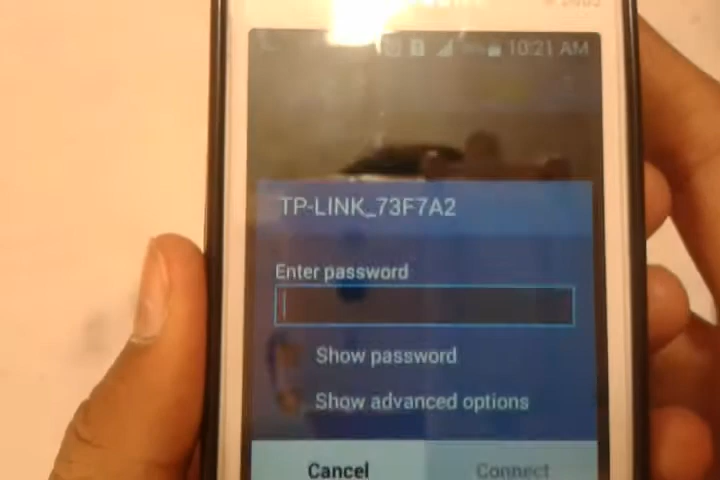 10:21 AM
TP-LINK_73F7A2
Enter password
Show password
Show advanced options
Cancel Connect